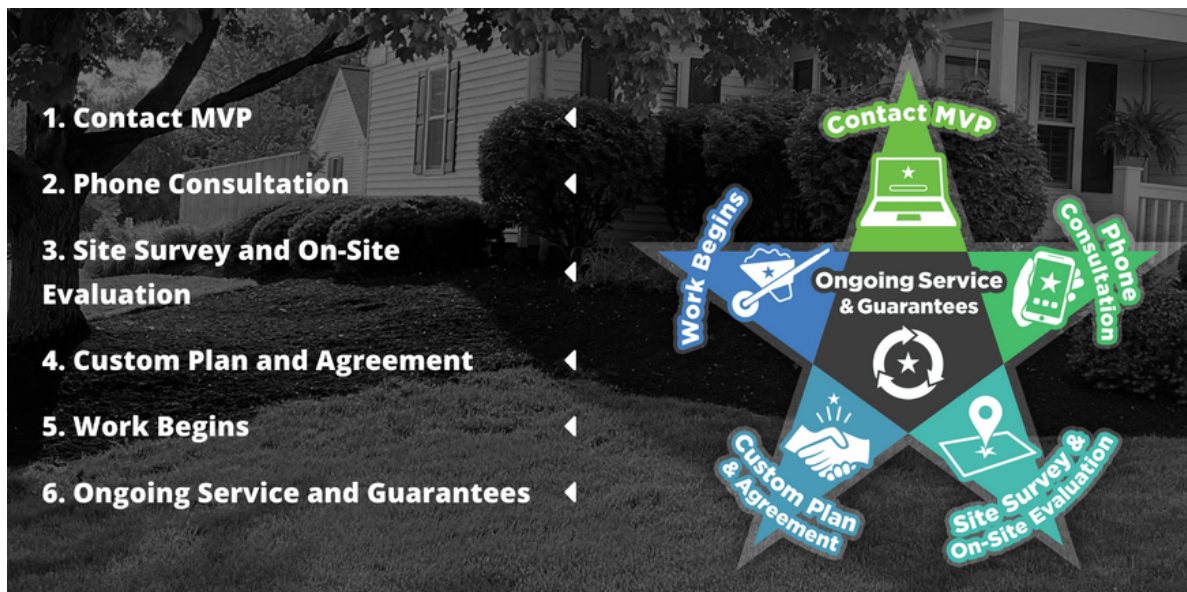 1. Contact MVP
2. Phone Consultation
3. Site Survey and On-Site
Evaluation
4. Custom Plan and Agreement
5. Work Begins
6. Ongoing Service and Guarantees
Contact MVP
Phone
Consultation
Site Survey &
On-Site Evaluation
Custom Plan
& Agreement
Work Begins
Ongoing Service
& Guarantees